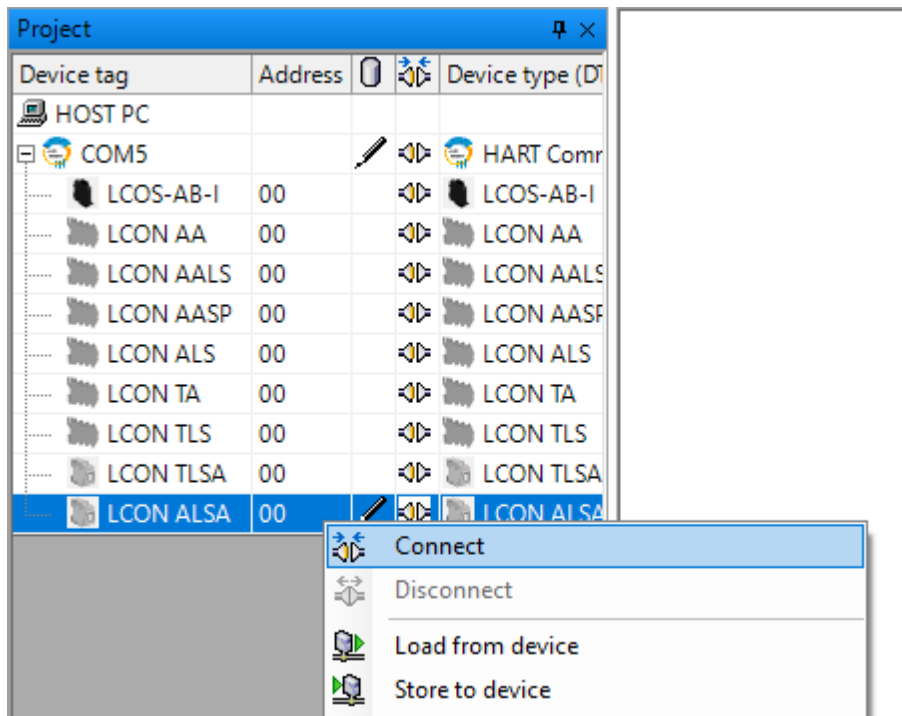 Project
Device tag Address Device type (DT
HOST PC
COM5 HART Comm
LCOS-AB-I 00 LCOS-AB-I
LCON AA 00 LCON AA
LCON AALS 00 LCON AALS
LCON AASP 00 LCON AASP
LCON ALS 00 LCON ALS
LCON TA 00 LCON TA
LCON TLS 00 LCON TLS
LCON TLSA 00 LCON TLSA
LCON ALSA 00 LCON ALSA
Connect
Disconnect
Load from device
Store to device